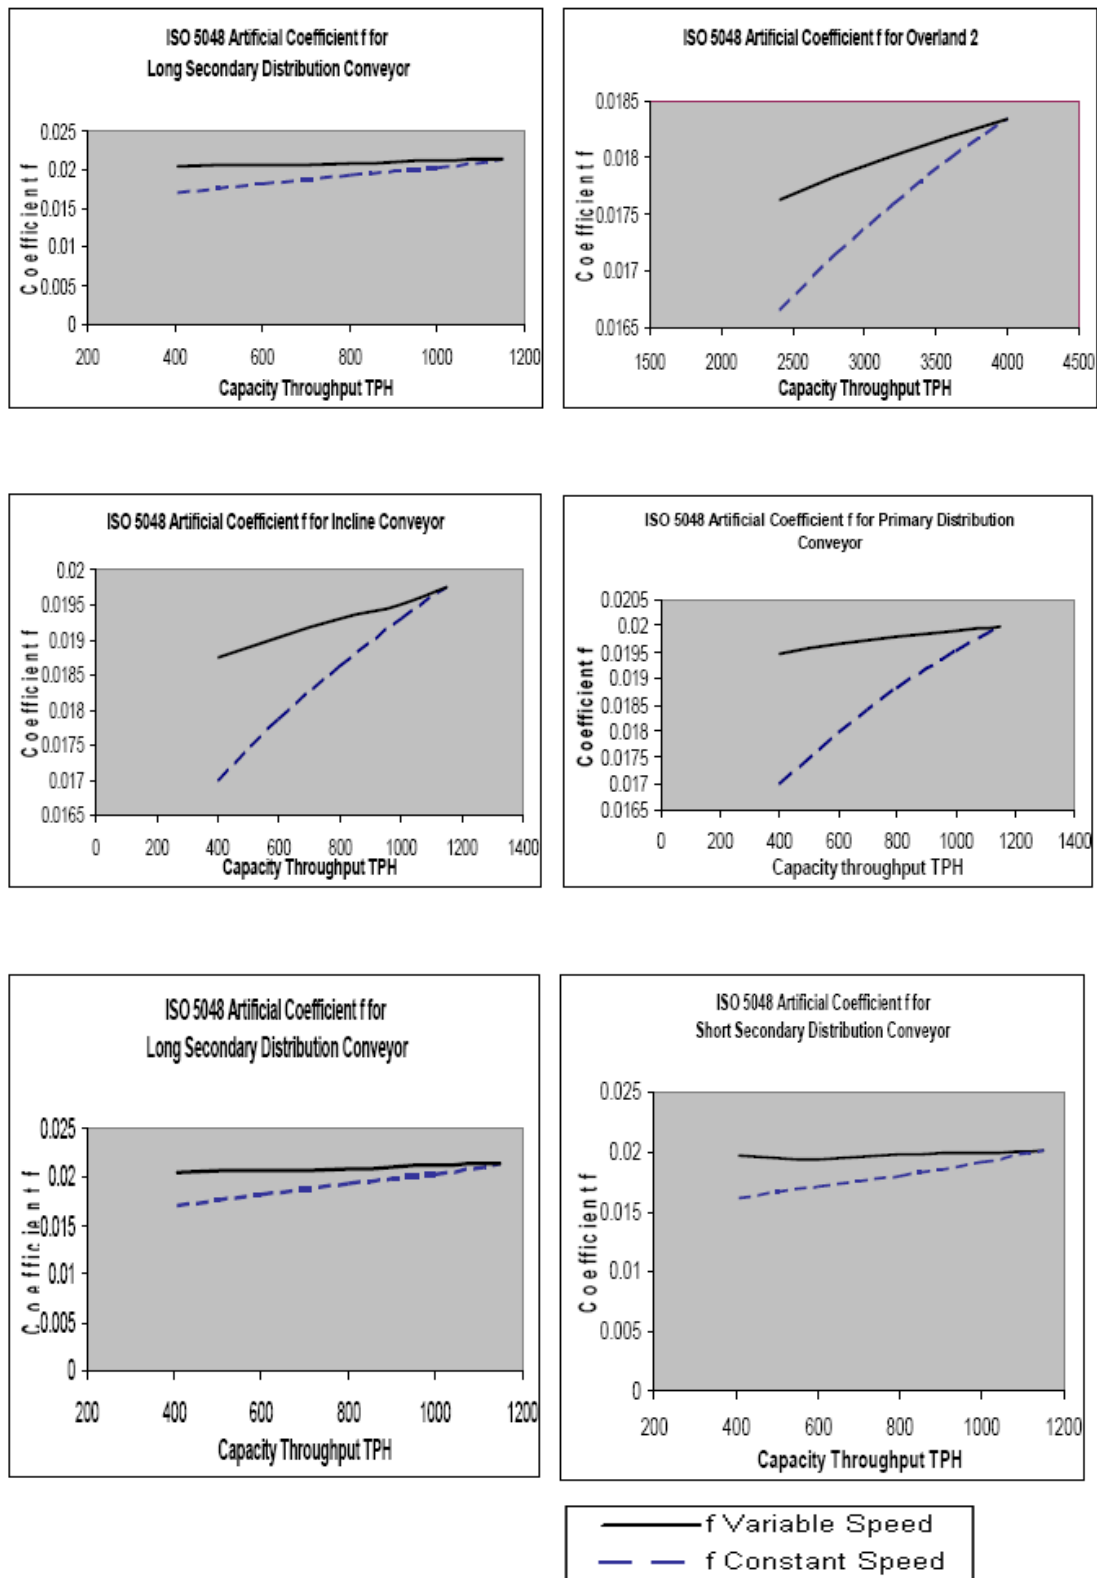 ISO 5048 Artificial Coefficient f for
Long Secondary Distribution Conveyor
0.025
0.02
0.015
0.01
0.005
0
200 400 600 800 1000 1200
Coefficient f
Capacity Throughput TPH
ISO 5048 Artificial Coefficient f for Overland 2
0.0185
0.018
0.0175
0.017
0.0165
1500 2000 2500 3000 3500 4000 4500
Coefficient f
Capacity Throughput TPH
ISO 5048 Artificial Coefficient f for Incline Conveyor
0.02
0.0195
0.019
0.0185
0.018
0.0175
0.017
0.0165
0 200 400 600 800 1000 1200 1400
Coefficient f
Capacity Throughput TPH
ISO 5048 Artificial Coefficient f for Primary Distribution
Conveyor
0.0205
0.02
0.0195
0.019
0.0185
0.018
0.0175
0.017
0.0165
0 200 400 600 800 1000 1200 1400
Coefficient f
Capacity throughput TPH
ISO 5048 Artificial Coefficient f for
Long Secondary Distribution Conveyor
0.025
0.02
0.015
0.01
0.005
0
200 400 600 800 1000 1200
Coefficient f
Capacity Throughput TPH
ISO 5048 Artificial Coefficient f for
Short Secondary Distribution Conveyor
0.025
0.02
0.015
0.01
0.005
0
200 400 600 800 1000 1200
Coefficient f
Capacity Throughput TPH
f Variable Speed
f Constant Speed